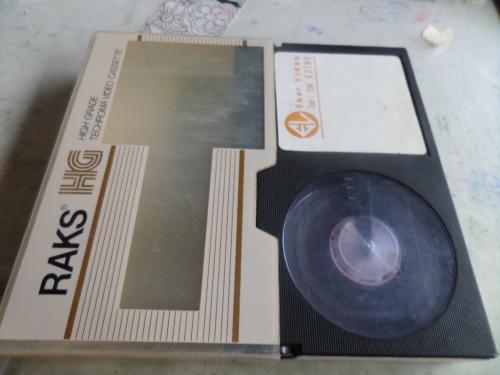 RAKS® HG
HIGH GRADE
TECHROMA VIDEO CASSETTE
Eker Video